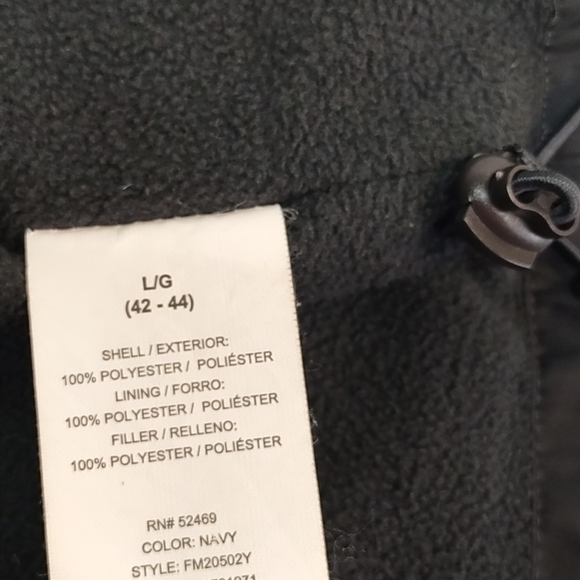 L/G
(42 - 44)
SHELL / EXTERIOR:
100% POLYESTER / POLIÉSTER
LINING / FORRO:
100% POLYESTER / POLIÉSTER
FILLER / RELLENO:
100% POLYESTER / POLIÉSTER
RN# 52469
COLOR: NAVY
STYLE: FM20502Y